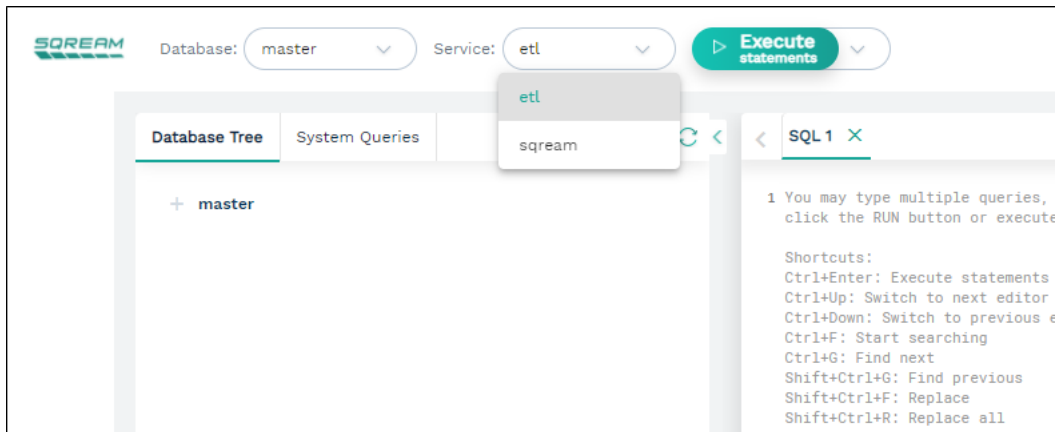 SQREAM
Database: master
Service: etl
Execute
statements
etl
sqream
Database Tree
System Queries
master
SQL 1
1 You may type multiple queries,
click the RUN button or execute
Shortcuts:
Ctrl+Enter: Execute statements
Ctrl+Up: Switch to next editor
Ctrl+Down: Switch to previous e
Ctrl+F: Start searching
Ctrl+G: Find next
Shift+Ctrl+G: Find previous
Shift+Ctrl+F: Replace
Shift+Ctrl+R: Replace all